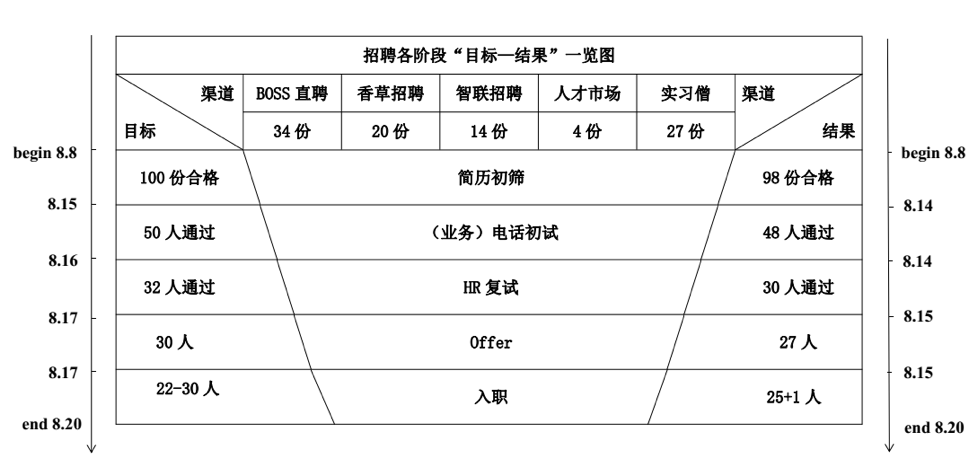 招聘各阶段“目标—结果”一览图
渠道 BOSS 直聘 香草招聘 智联招聘 人才市场 实习僧 渠道
目标 34 份 20 份 14 份 4 份 27 份 结果
begin 8.8 begin 8.8
100 份合格 简历初筛 98 份合格
8.15 8.14
50 人通过 （业务）电话初试 48 人通过
8.16 8.14
32 人通过 HR 复试 30 人通过
8.17 8.15
30 人 Offer 27 人
8.17 8.15
22-30 人 入职 25+1 人
end 8.20 end 8.20